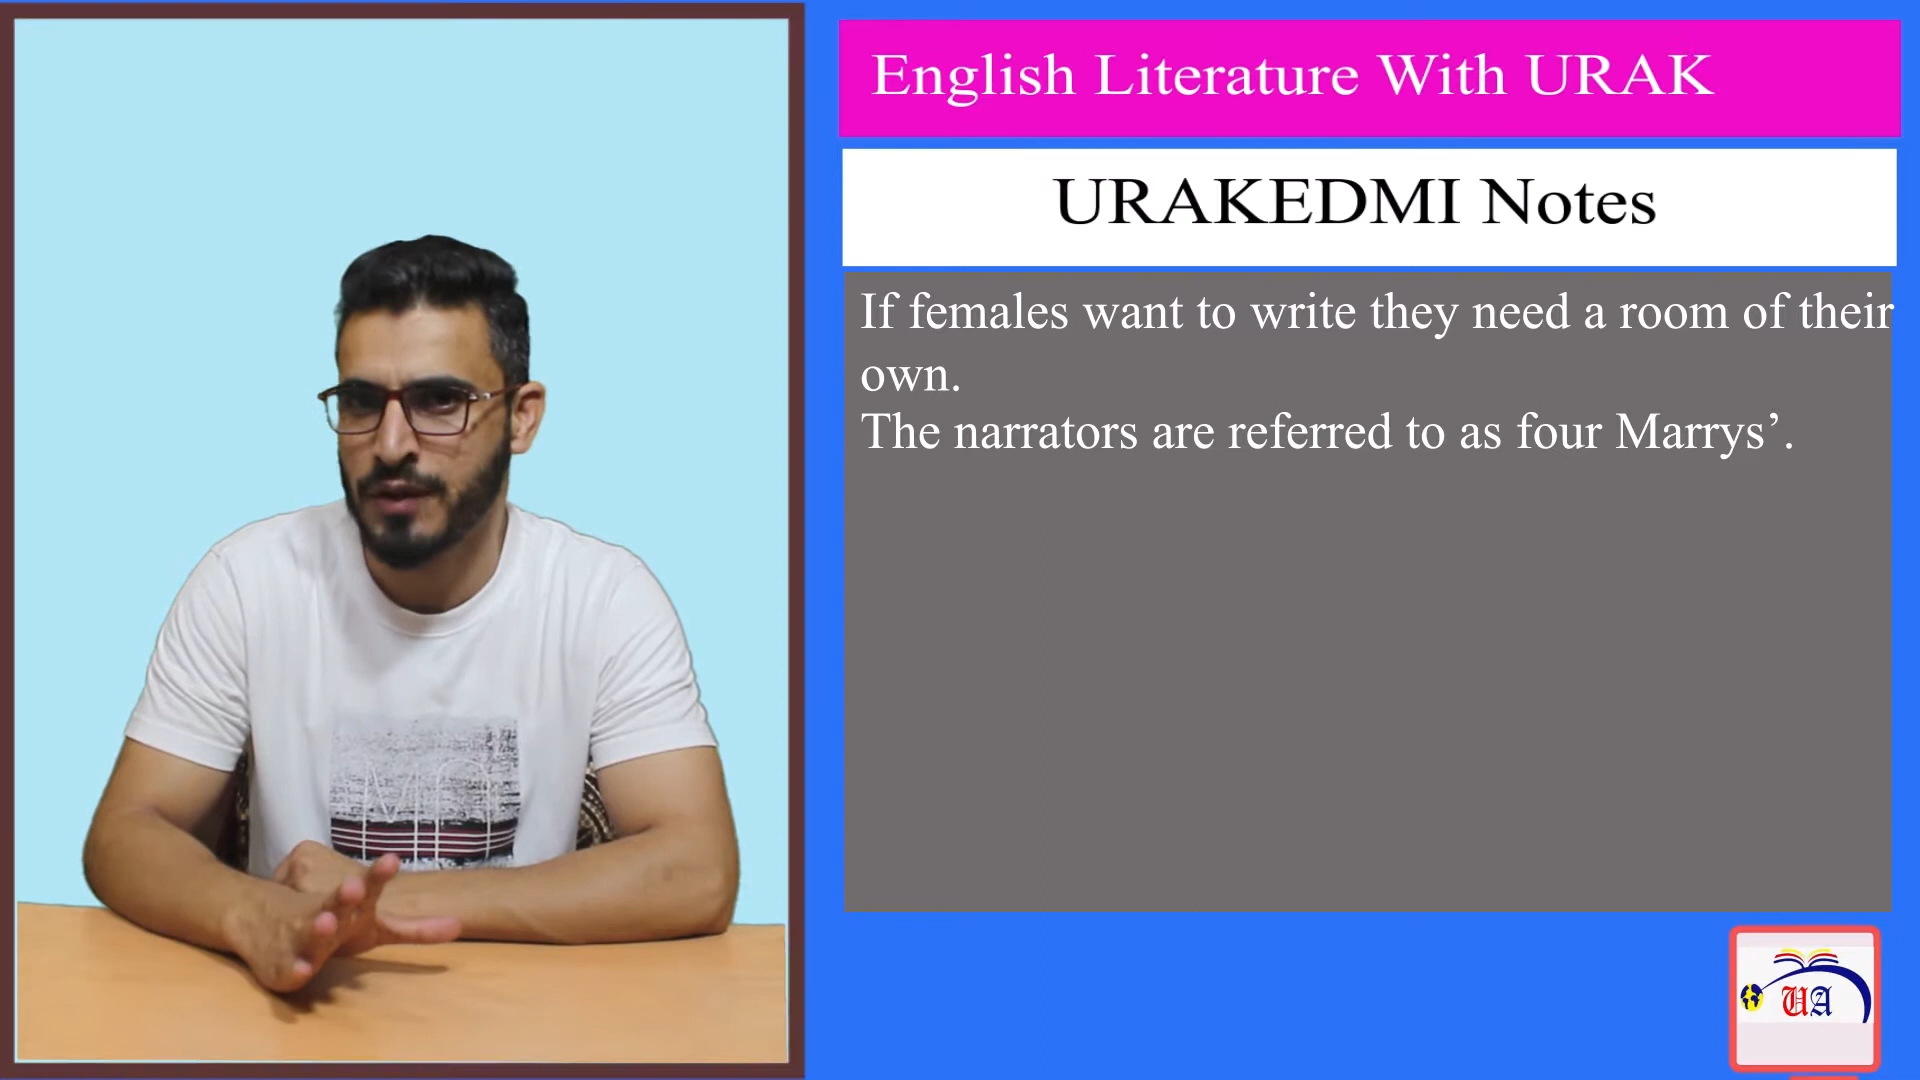 English Literature With URAK
URAKEDMI Notes
If females want to write they need a room of their
own.
The narrators are referred to as four Marrys’.
UA